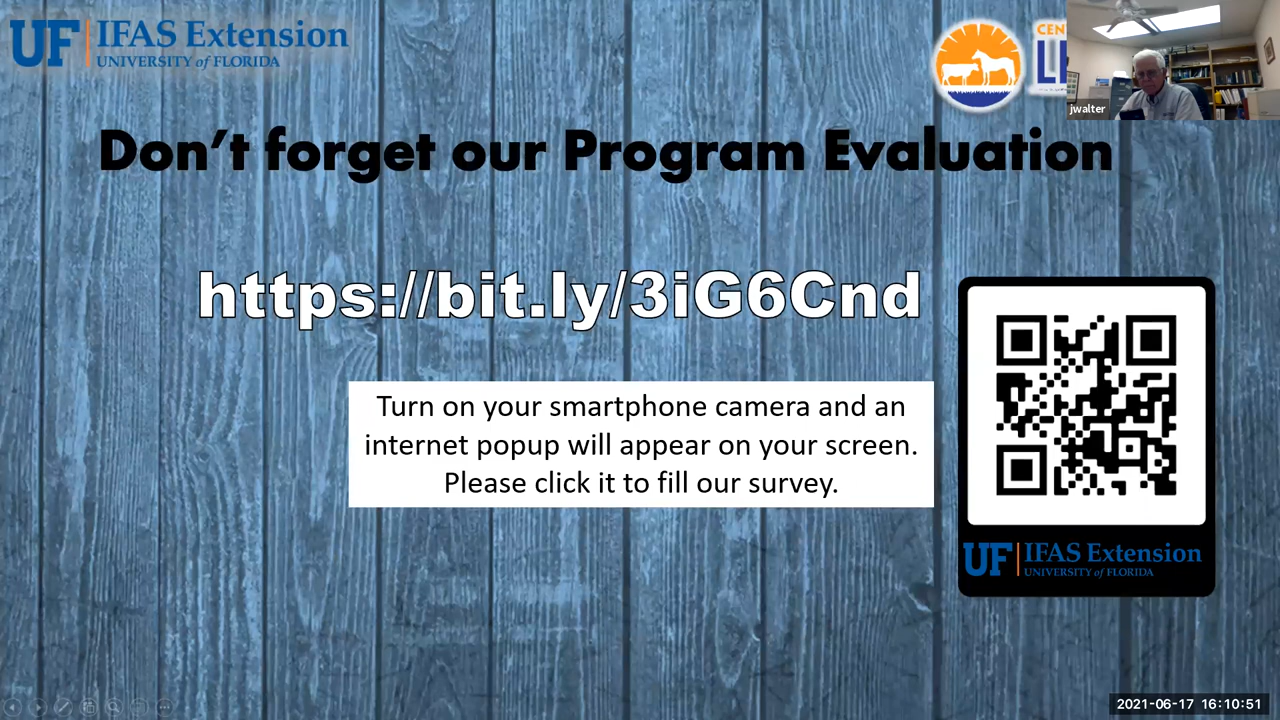 UF IFAS Extension
UNIVERSITY of FLORIDA
CEN
LI
jwalter
Don't forget our Program Evaluation
https://bit.ly/3iG6Cnd
Turn on your smartphone camera and an
internet popup will appear on your screen.
Please click it to fill our survey.
UF IFAS Extension
UNIVERSITY of FLORIDA
2021-06-17 16:10:51